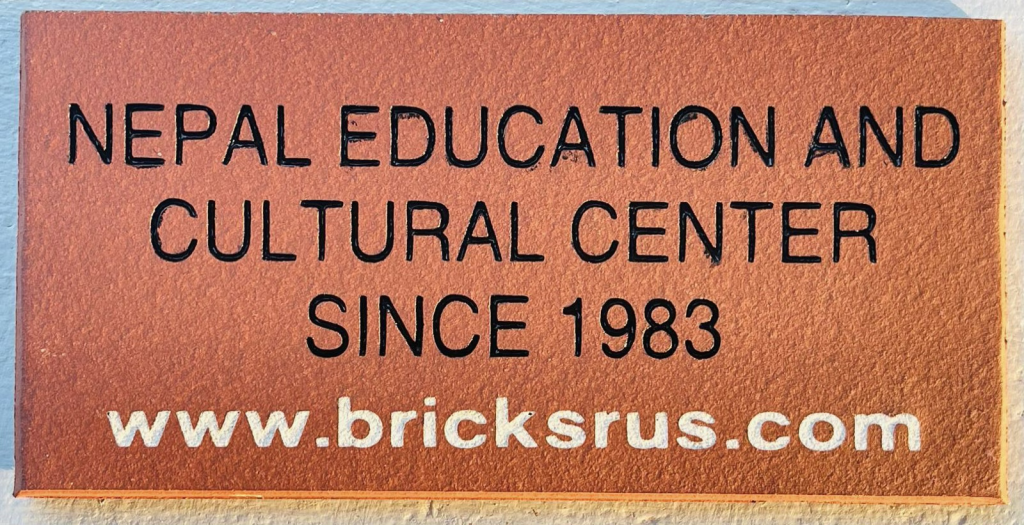 NEPAL EDUCATION AND
CULTURAL CENTER
SINCE 1983
www.bricksrus.com